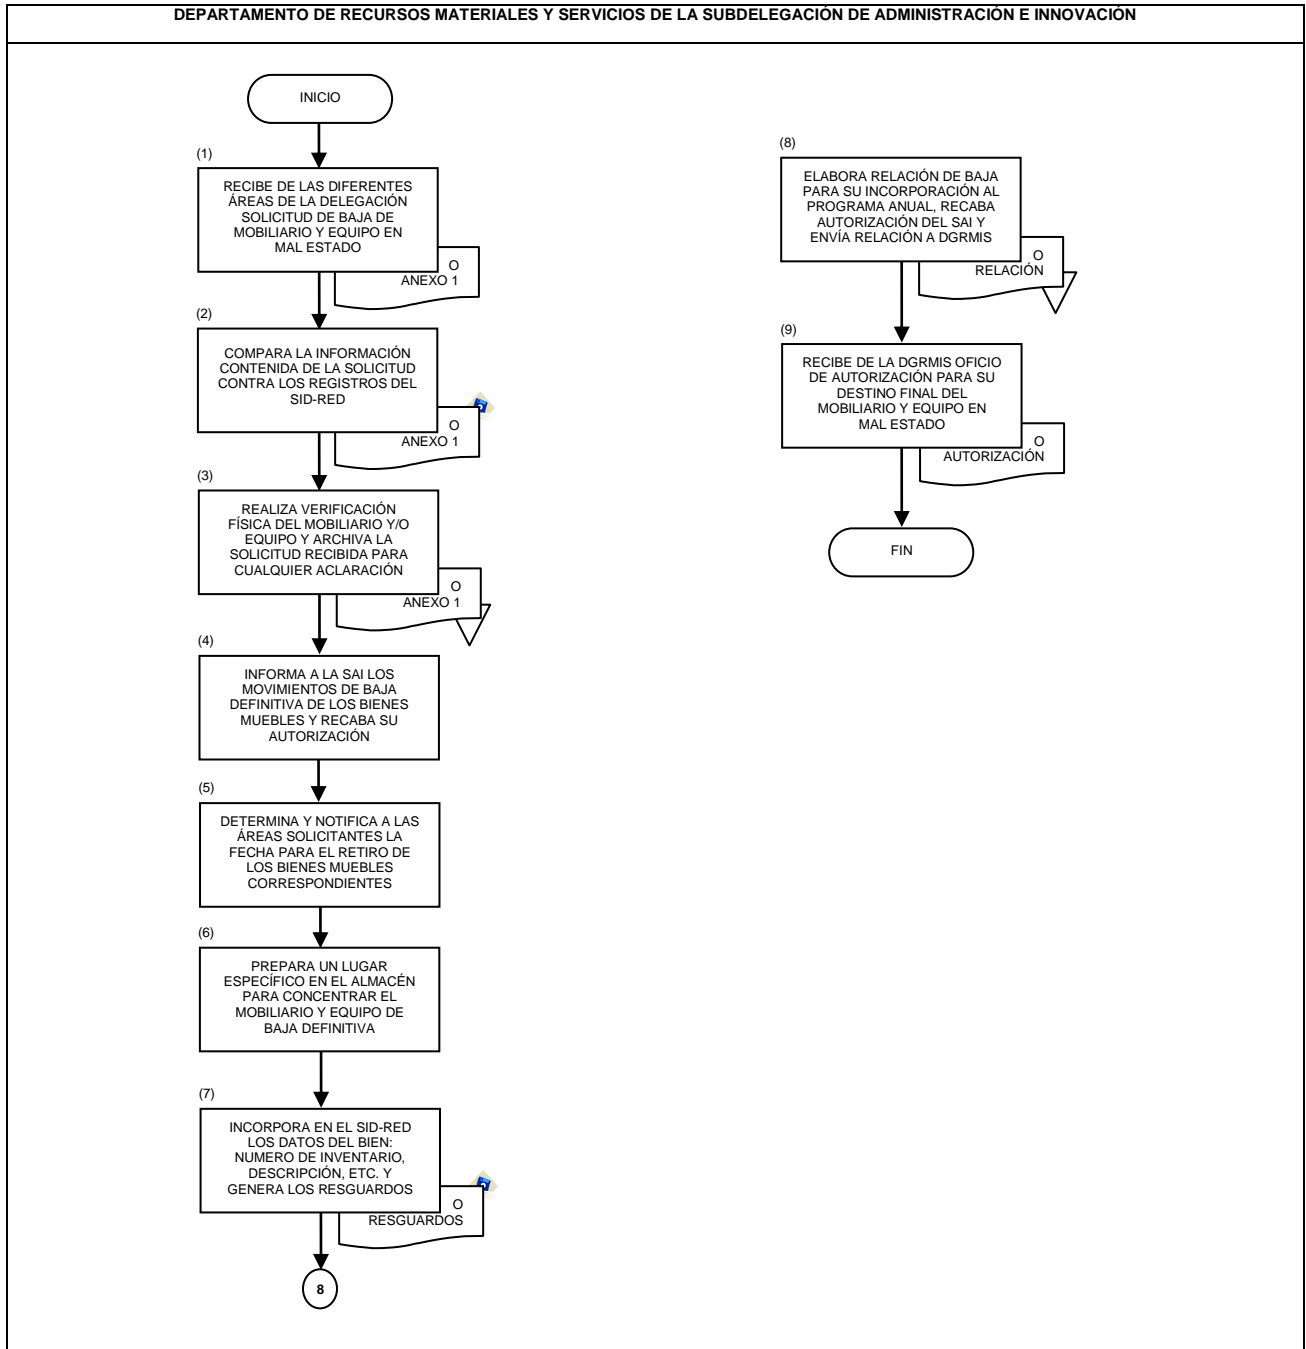 DEPARTAMENTO DE RECURSOS MATERIALES Y SERVICIOS DE LA SUBDELEGACIÓN DE ADMINISTRACIÓN E INNOVACIÓN
INICIO
(1)
RECIBE DE LAS DIFERENTES
ÁREAS DE LA DELEGACIÓN
SOLICITUD DE BAJA DE
MOBILIARIO Y EQUIPO EN
MAL ESTADO
O
ANEXO 1
(2)
COMPARA LA INFORMACIÓN
CONTENIDA DE LA SOLICITUD
CONTRA LOS REGISTROS DEL
SID-RED
O
ANEXO 1
(3)
REALIZA VERIFICACIÓN
FÍSICA DEL MOBILIARIO Y/O
EQUIPO Y ARCHIVA LA
SOLICITUD RECIBIDA PARA
CUALQUIER ACLARACIÓN
O
ANEXO 1
(4)
INFORMA A LA SAI LOS
MOVIMIENTOS DE BAJA
DEFINITIVA DE LOS BIENES
MUEBLES Y RECABA SU
AUTORIZACIÓN
(5)
DETERMINA Y NOTIFICA A LAS
ÁREAS SOLICITANTES LA
FECHA PARA EL RETIRO DE
LOS BIENES MUEBLES
CORRESPONDIENTES
(6)
PREPARA UN LUGAR
ESPECÍFICO EN EL ALMACÉN
PARA CONCENTRAR EL
MOBILIARIO Y EQUIPO DE
BAJA DEFINITIVA
(7)
INCORPORA EN EL SID-RED
LOS DATOS DEL BIEN:
NUMERO DE INVENTARIO,
DESCRIPCIÓN, ETC. Y
GENERA LOS RESGUARDOS
O
RESGUARDOS
8
(8)
ELABORA RELACIÓN DE BAJA
PARA SU INCORPORACIÓN AL
PROGRAMA ANUAL, RECABA
AUTORIZACIÓN DEL SAI Y
ENVÍA RELACIÓN A DGRMIS
O
RELACIÓN
(9)
RECIBE DE LA DGRMIS OFICIO
DE AUTORIZACIÓN PARA SU
DESTINO FINAL DEL
MOBILIARIO Y EQUIPO EN
MAL ESTADO
O
AUTORIZACIÓN
FIN